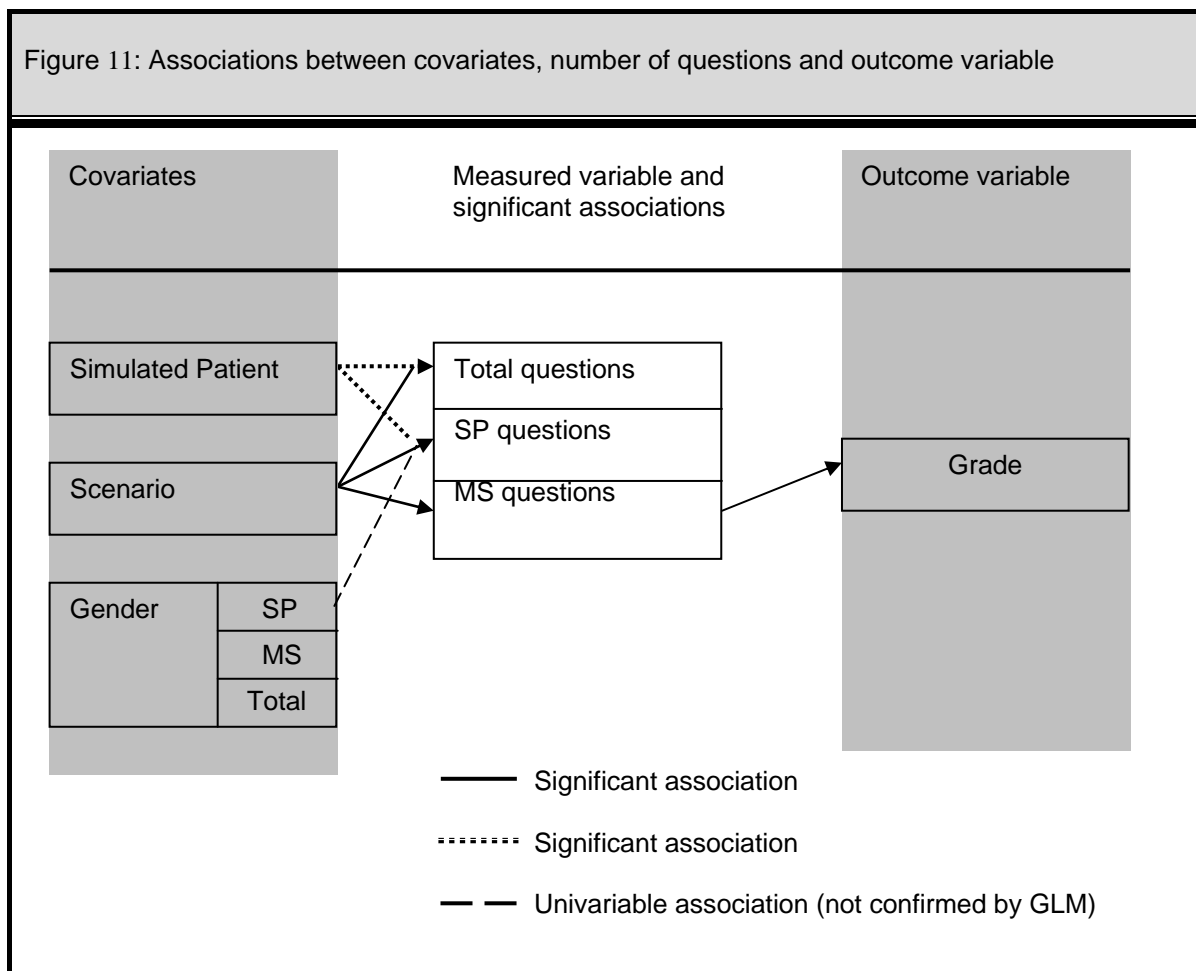 Figure 11: Associations between covariates, number of questions and outcome variable
Covariates
Measured variable and
significant associations
Outcome variable
Simulated Patient
Scenario
Gender
SP
MS
Total
Total questions
SP questions
MS questions
Grade
Significant association
Significant association
Univariable association (not confirmed by GLM)